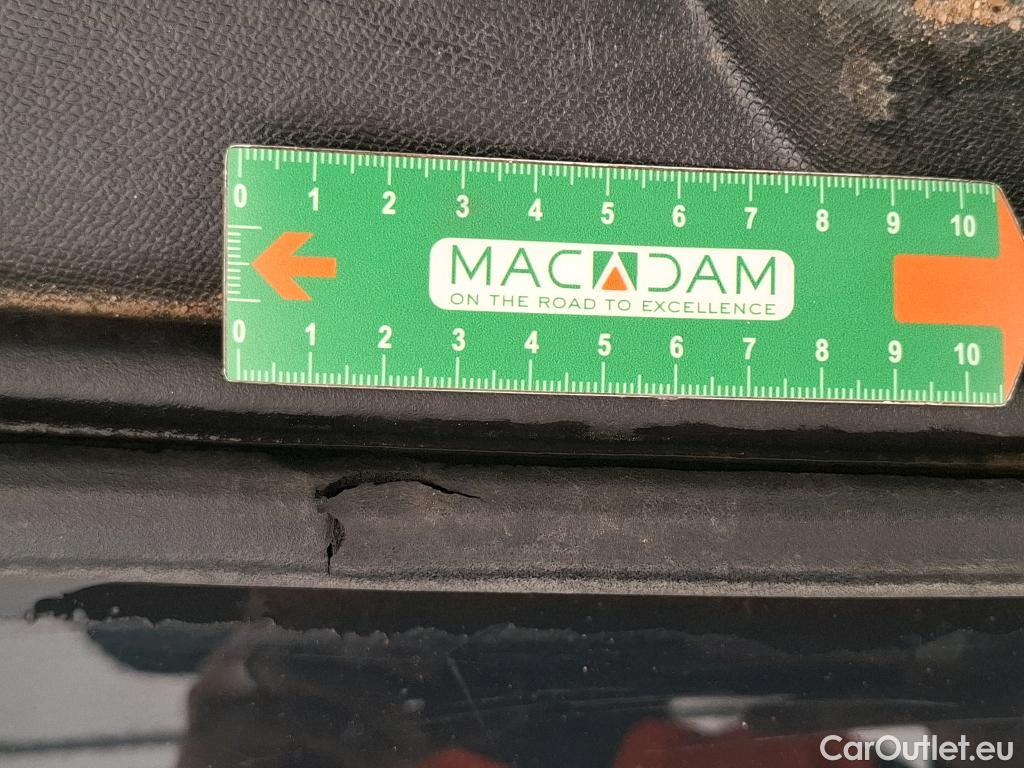 0 1 2 3 4 5 6 7 8 9 10
MACADAM
ON THE ROAD TO EXCELLENCE
0 1 2 3 4 5 6 7 8 9 10
CarOutlet.eu